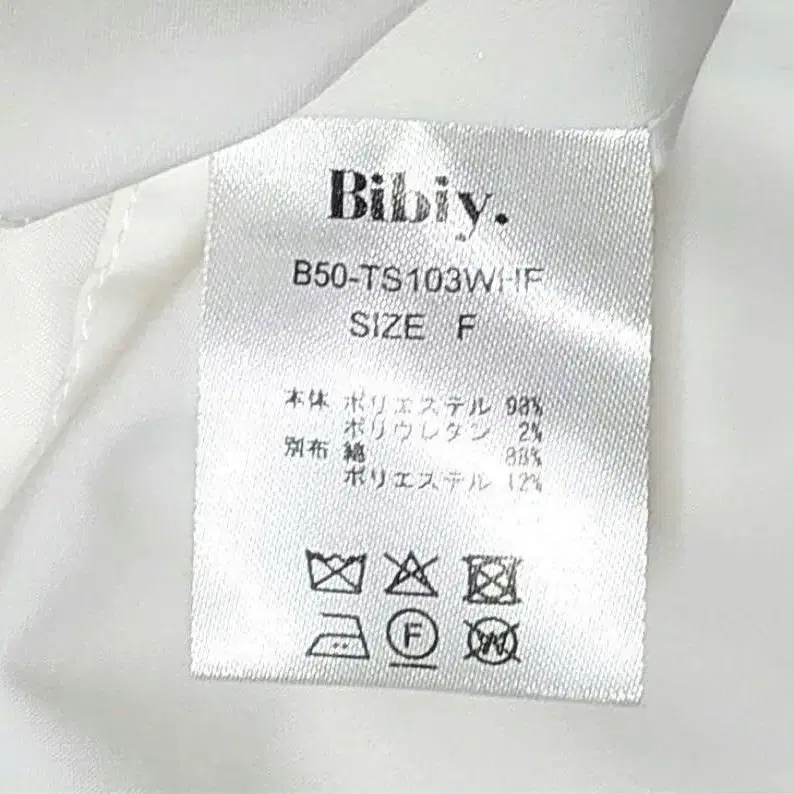 Bibiy.
B50-TS103WHF
SIZE F
本体 ポリエステル 98%
ポリウレタン 2%
別布 綿 88%
ポリエステル 12%
F
W